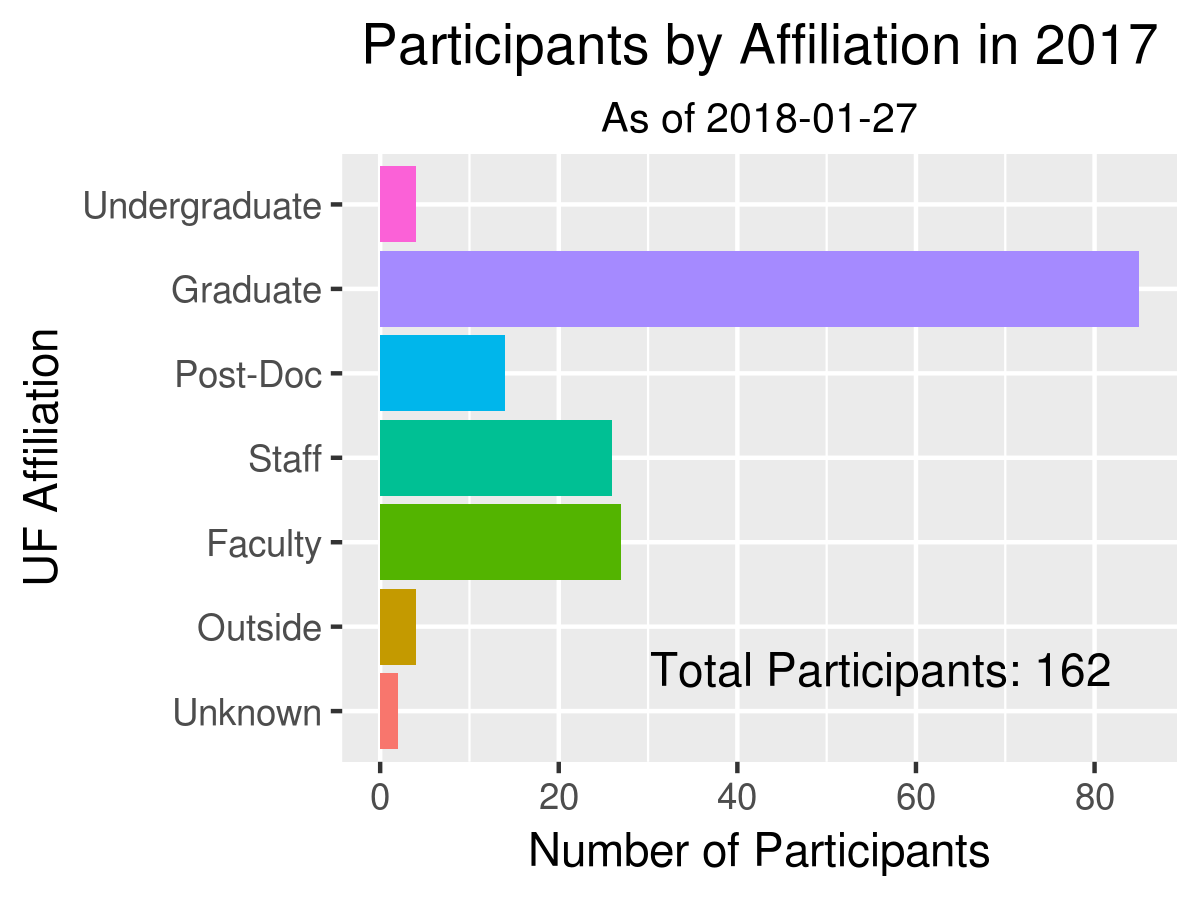 Participants by Affiliation in 2017
As of 2018-01-27
Undergraduate
Graduate
Post-Doc
Staff
Faculty
Outside
Unknown
UF Affiliation
Total Participants: 162
0 20 40 60 80
Number of Participants